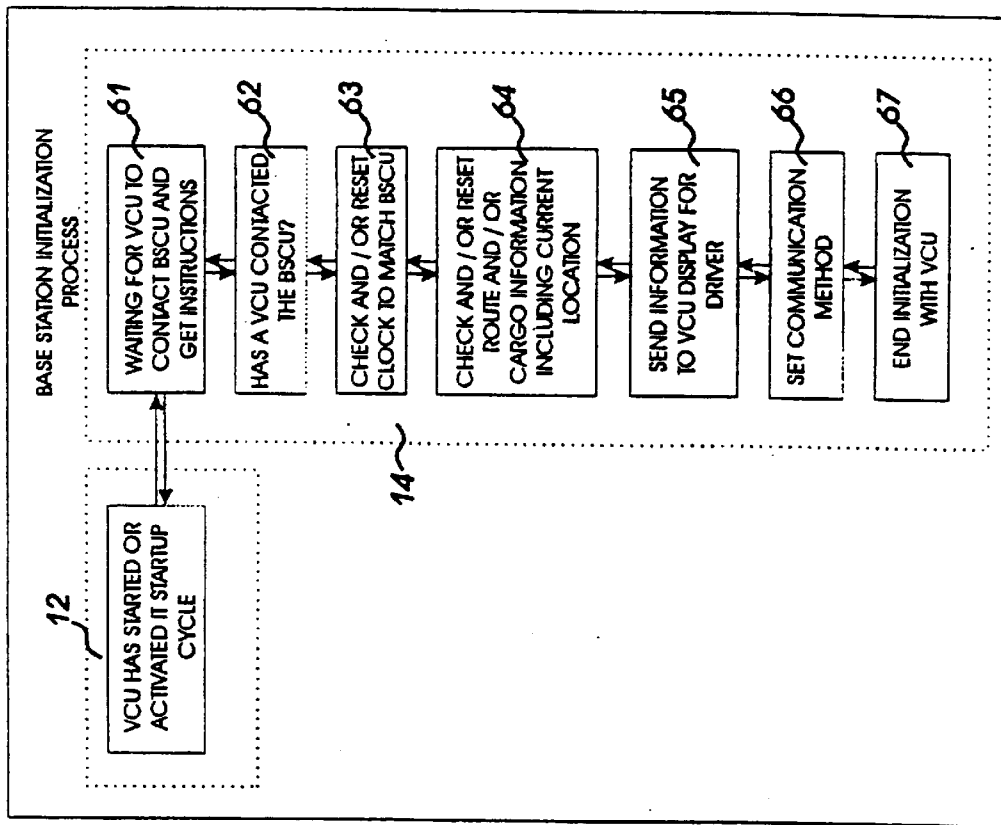 BASE STATION INITIALIZATION
PROCESS
12
VCU HAS STARTED OR
ACTIVATED IT STARTUP
CYCLE
14
61
WAITING FOR VCU TO
CONTACT BSCU AND
GET INSTRUCTIONS
62
HAS A VCU CONTACTED
THE BSCU?
63
CHECK AND / OR RESET
CLOCK TO MATCH BSCU
64
CHECK AND / OR RESET
ROUTE AND / OR
CARGO INFORMATION
INCLUDING CURRENT
LOCATION
65
SEND INFORMATION
TO VCU DISPLAY FOR
DRIVER
66
SET COMMUNICATION
METHOD
67
END INITIALIZATION
WITH VCU